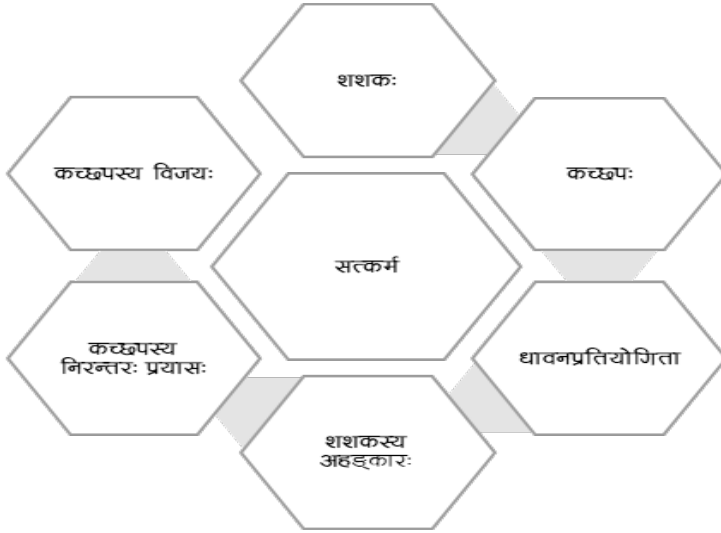 शशकः
कच्छपः
धावनप्रतियोगिता
शशकस्य
अहङ्कारः
कच्छपस्य
निरन्तरः प्रयासः
कच्छपस्य विजयः
सत्कर्म